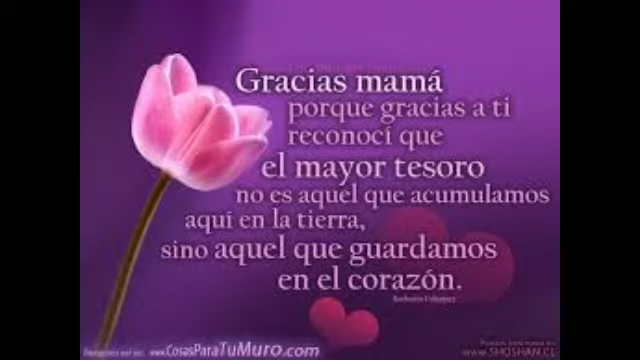 Gracias mamá
porque gracias a ti
reconocí que
el mayor tesoro
no es aquel que acumulamos
aquí en la tierra,
sino aquel que guardamos
en el corazón.
www.CosasParaTuMuro.com
www.SHOSHAN.CL